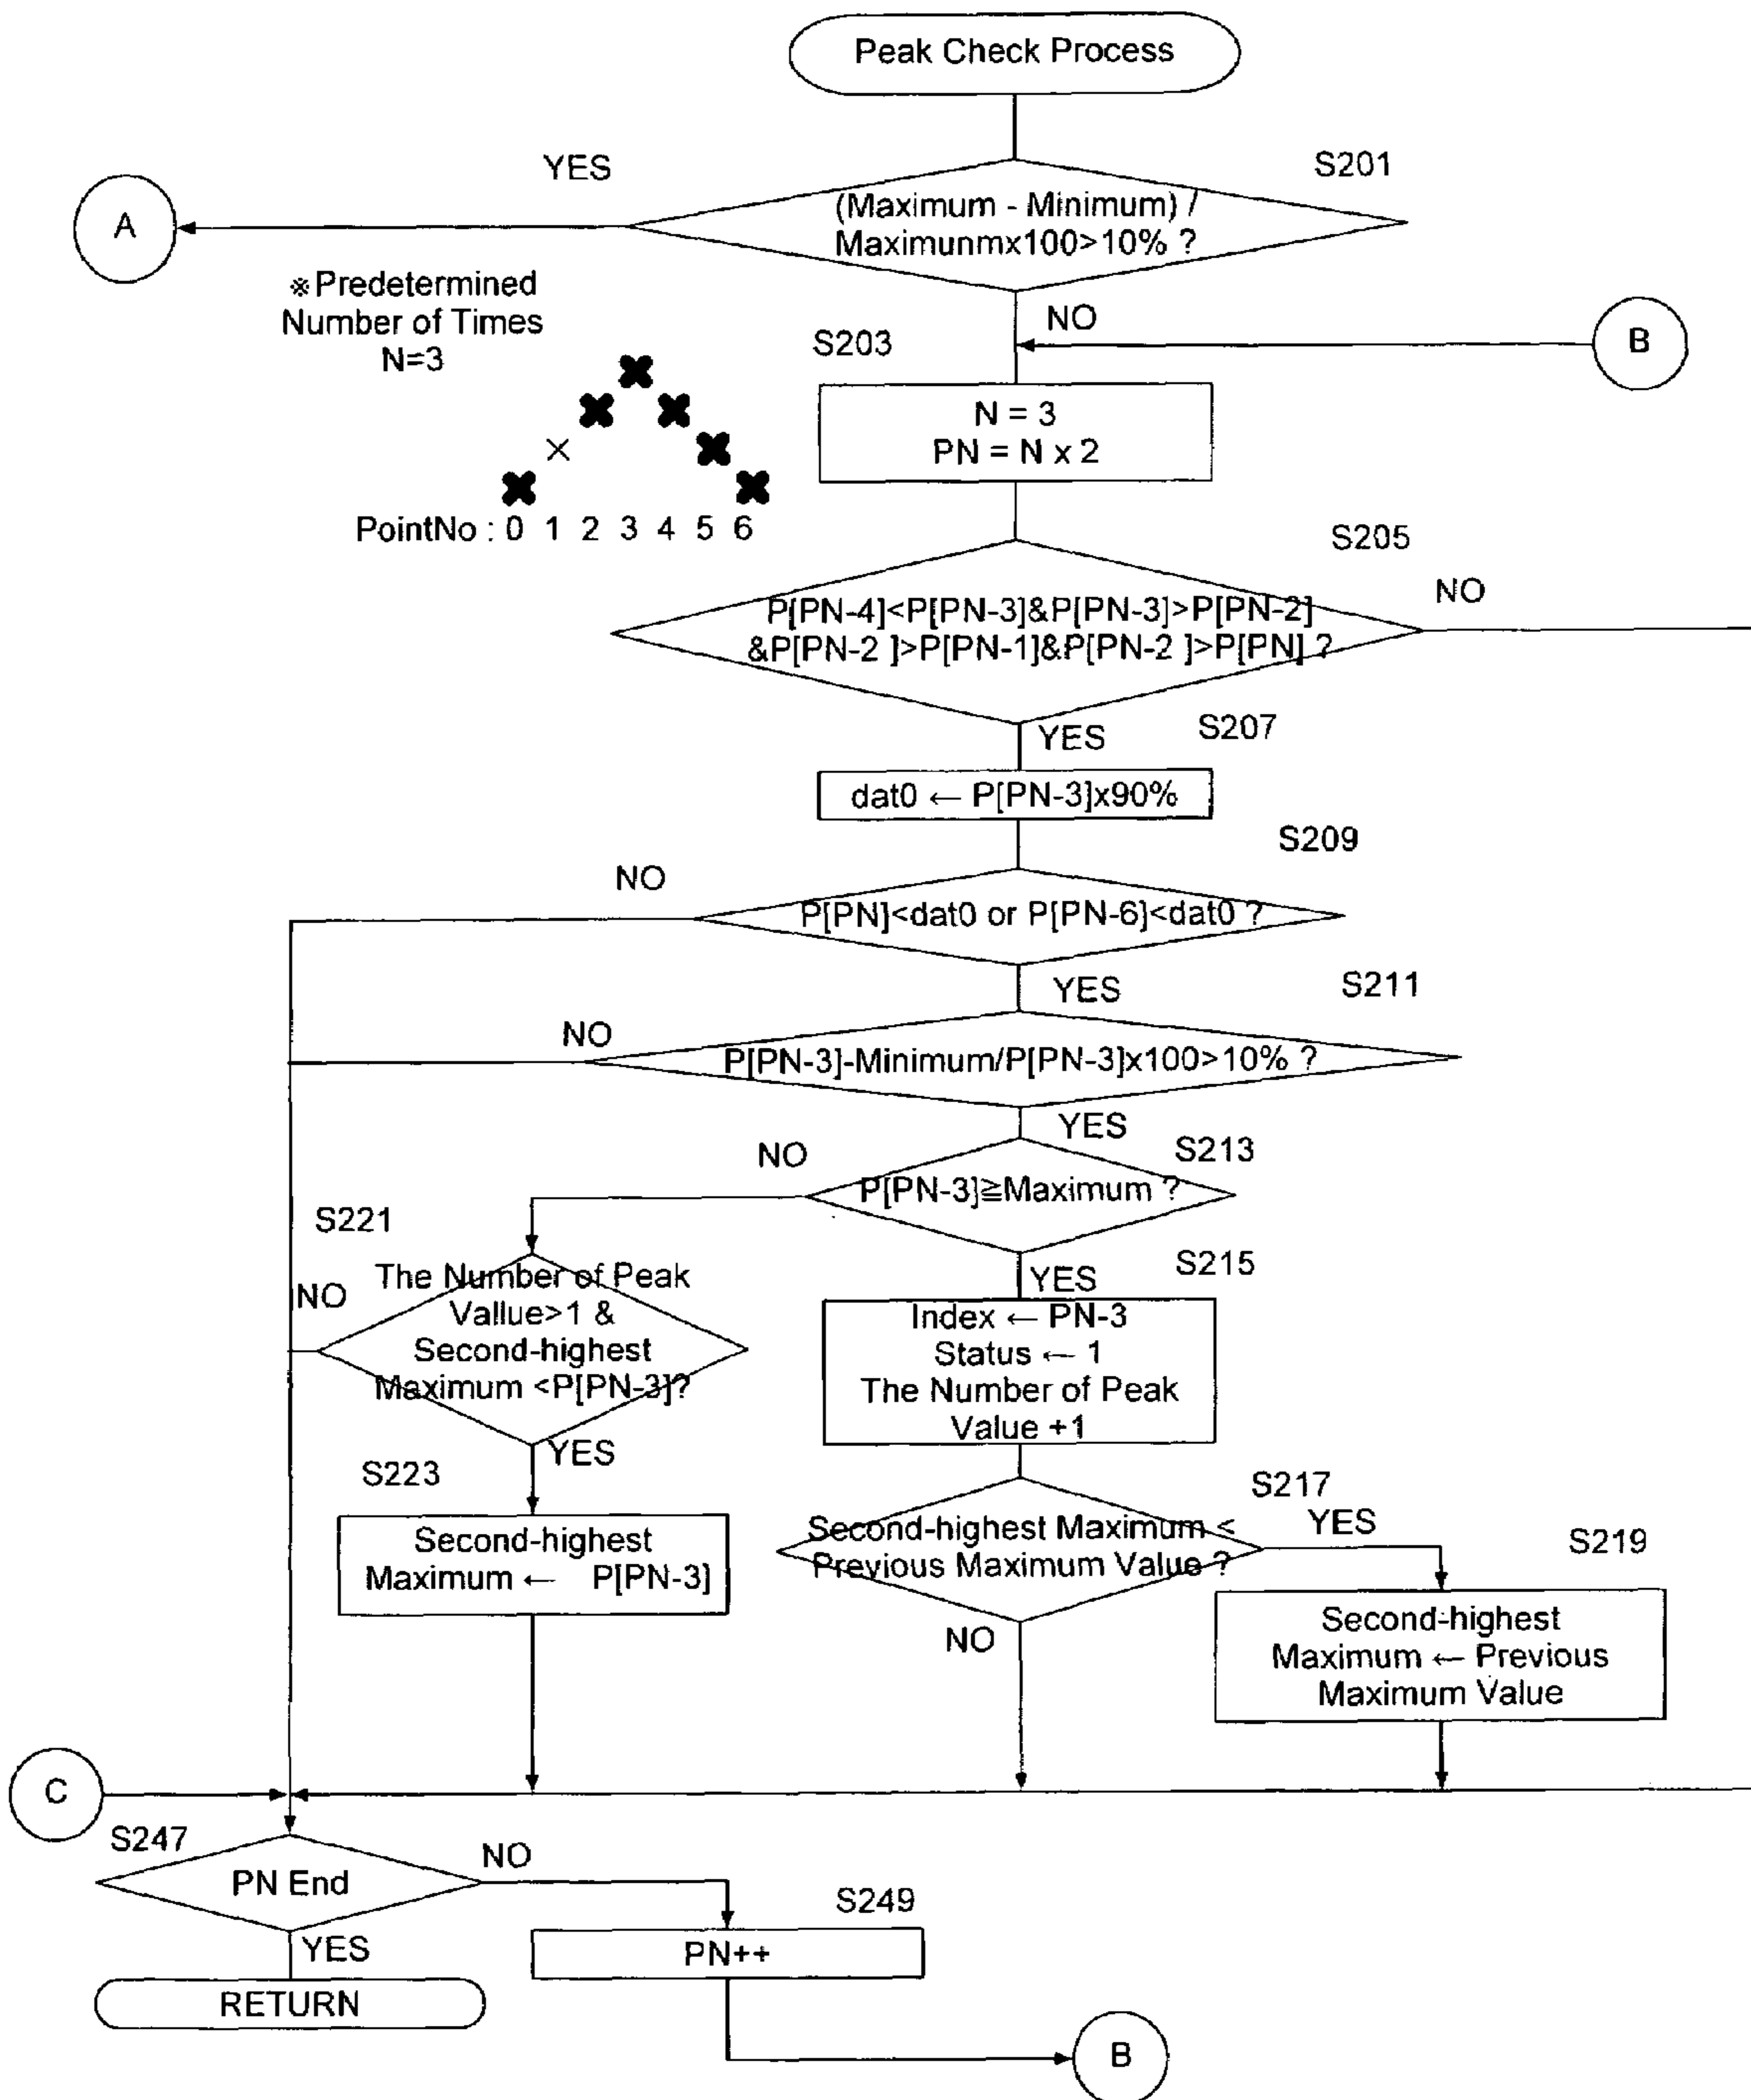 Peak Check Process
YES
S201
A
(Maximum - Minimum) /
Maximunmx100>10% ?
※Predetermined
Number of Times
N=3
NO
B
S203
N = 3
PN = N x 2
PointNo : 0 1 2 3 4 5 6
S205
NO
P[PN-4]<P[PN-3]&P[PN-3]>P[PN-2]
&P[PN-2 ]>P[PN-1]&P[PN-2 ]>P[PN] ?
S207
YES
dat0 ← P[PN-3]x90%
S209
NO
P[PN]<dat0 or P[PN-6]<dat0 ?
S211
YES
NO
P[PN-3]-Minimum/P[PN-3]x100>10% ?
YES
S213
NO
P[PN-3]≧Maximum ?
S221
S215
The Number of Peak
Vallue>1 &
Second-highest
Maximum <P[PN-3]?
NO
YES
Index ← PN-3
Status ← 1
The Number of Peak
Value +1
YES
S223
S217
Second-highest
Maximum ← P[PN-3]
Second-highest Maximum <
Previous Maximum Value ?
YES
S219
NO
Second-highest
Maximum ← Previous
Maximum Value
C
S247
NO
PN End
S249
YES
PN++
RETURN
B